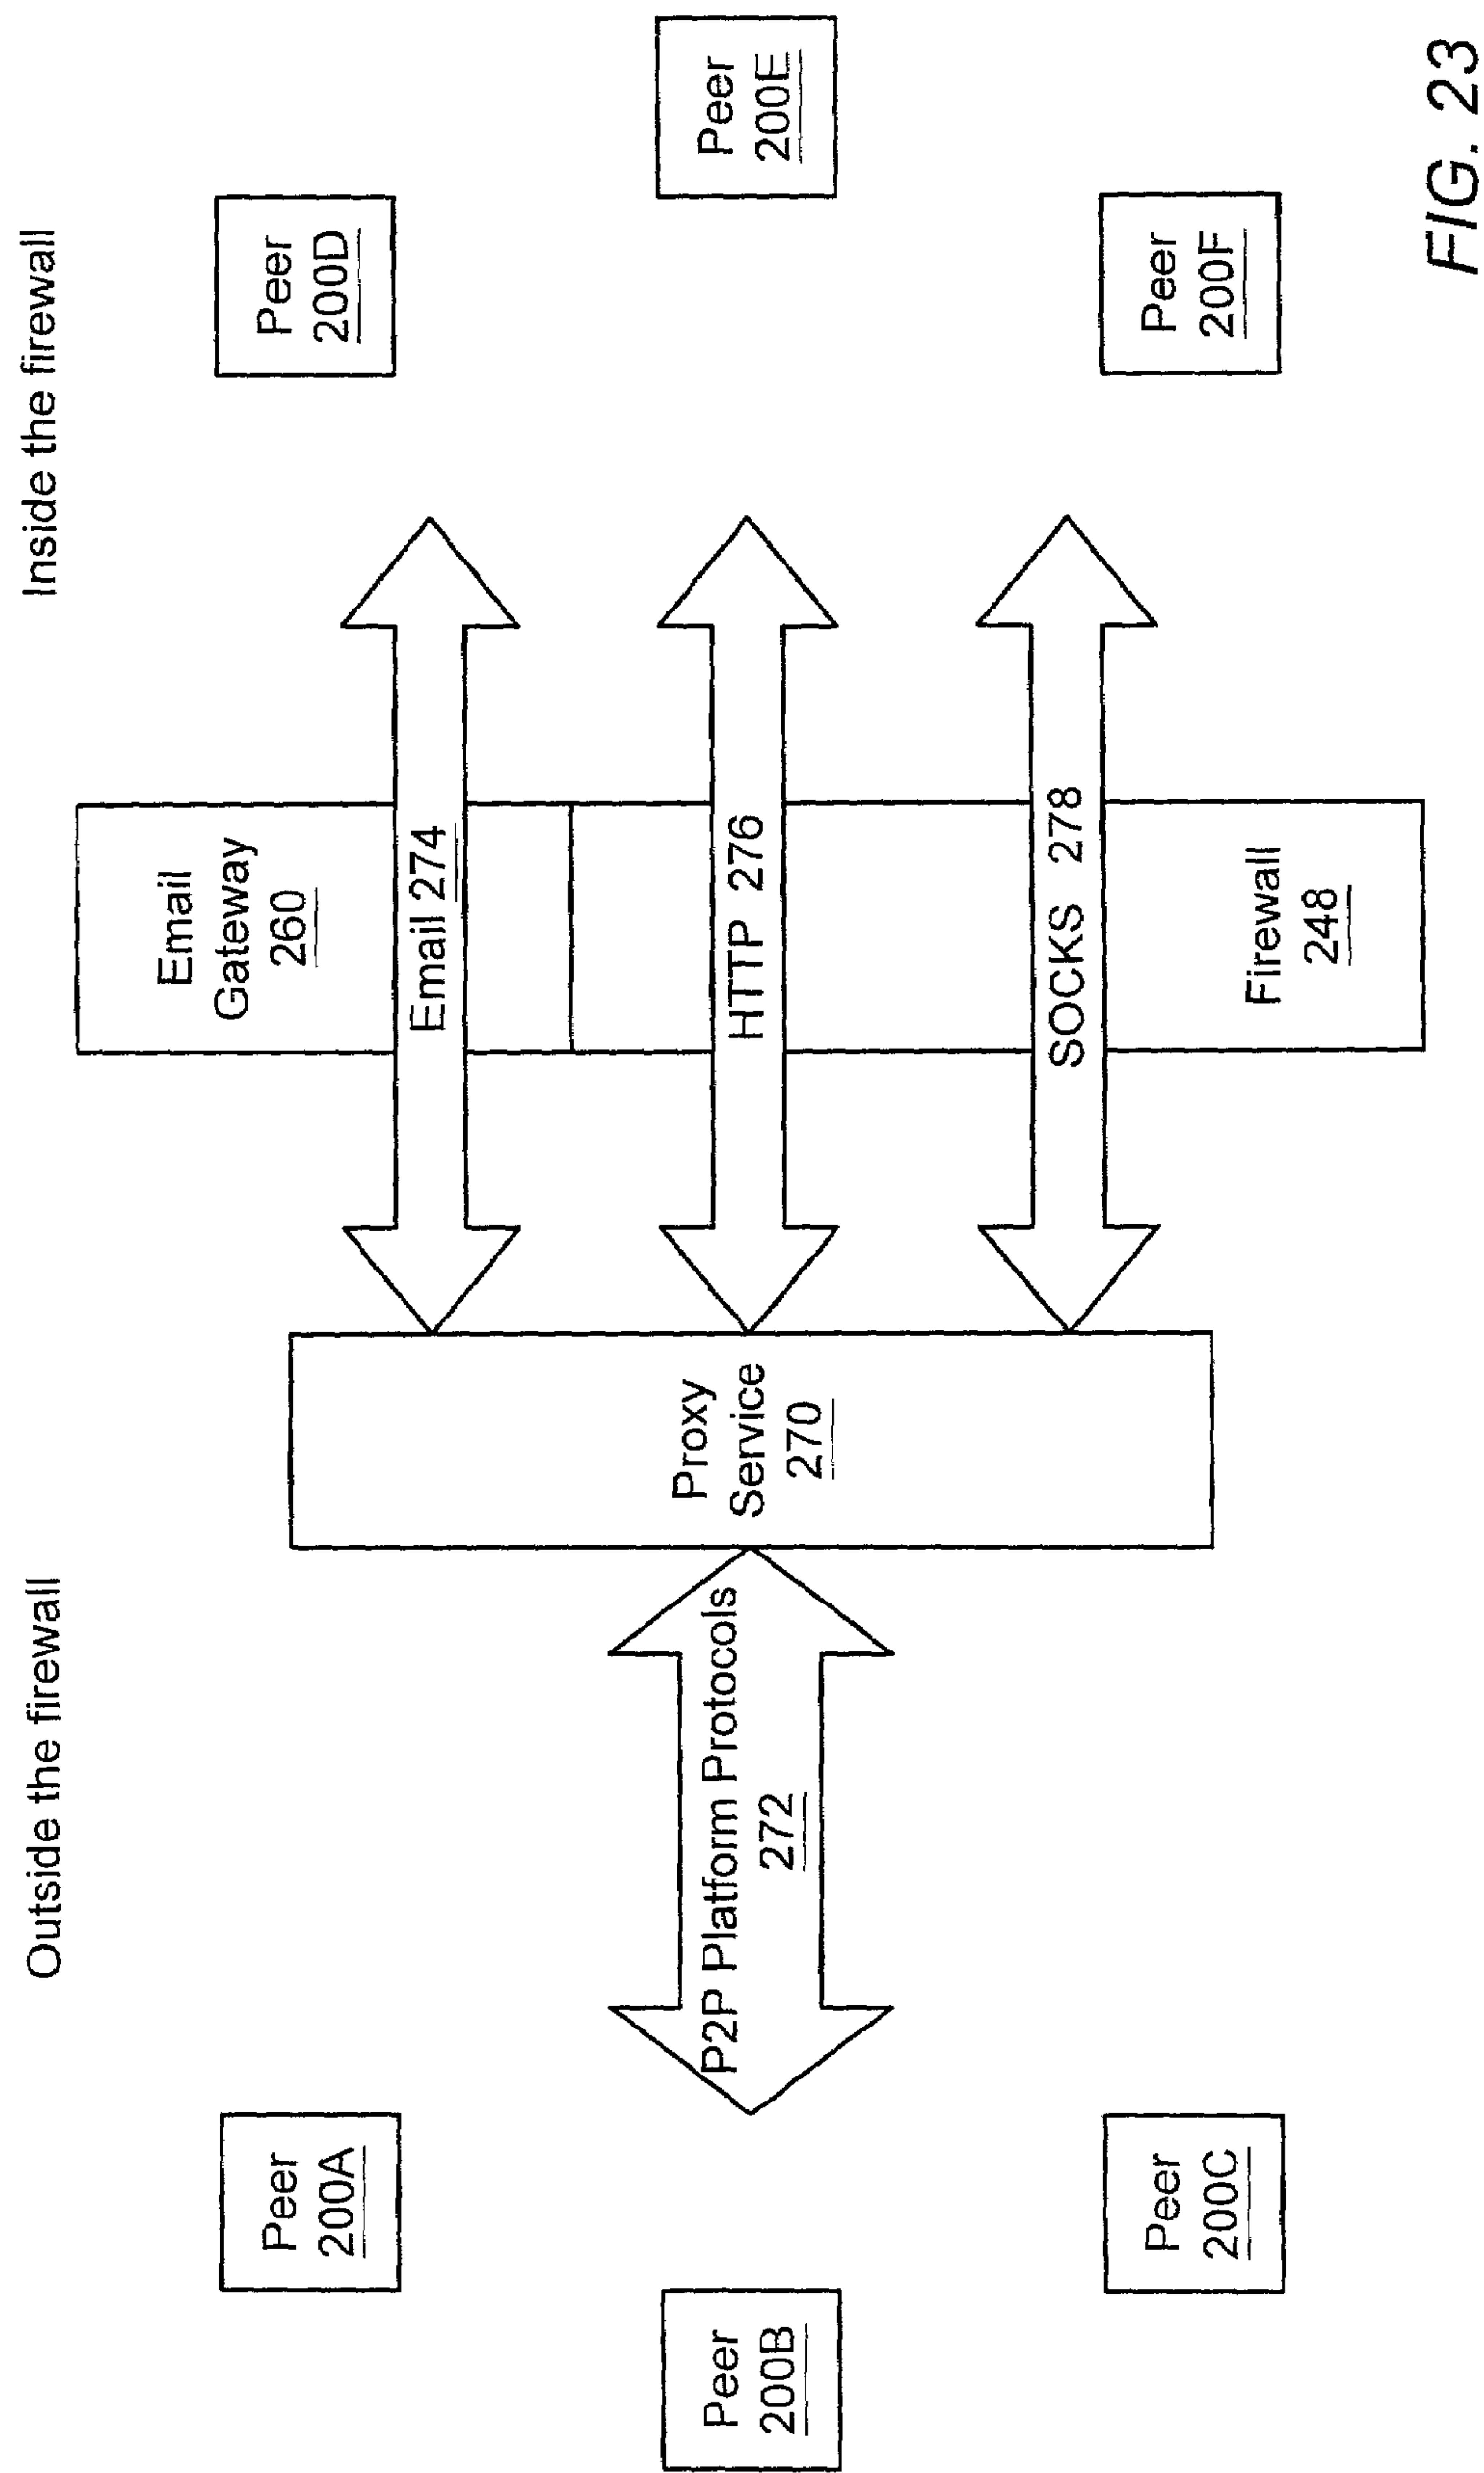 Outside the firewall
Inside the firewall
Peer
200A
Peer
200B
Peer
200C
P2P Platform Protocols
272
Proxy
Service
270
Email
Gateway
260
Email 274
HTTP 276
SOCKS 278
Firewall
248
Peer
200D
Peer
200E
Peer
200F
FIG. 23